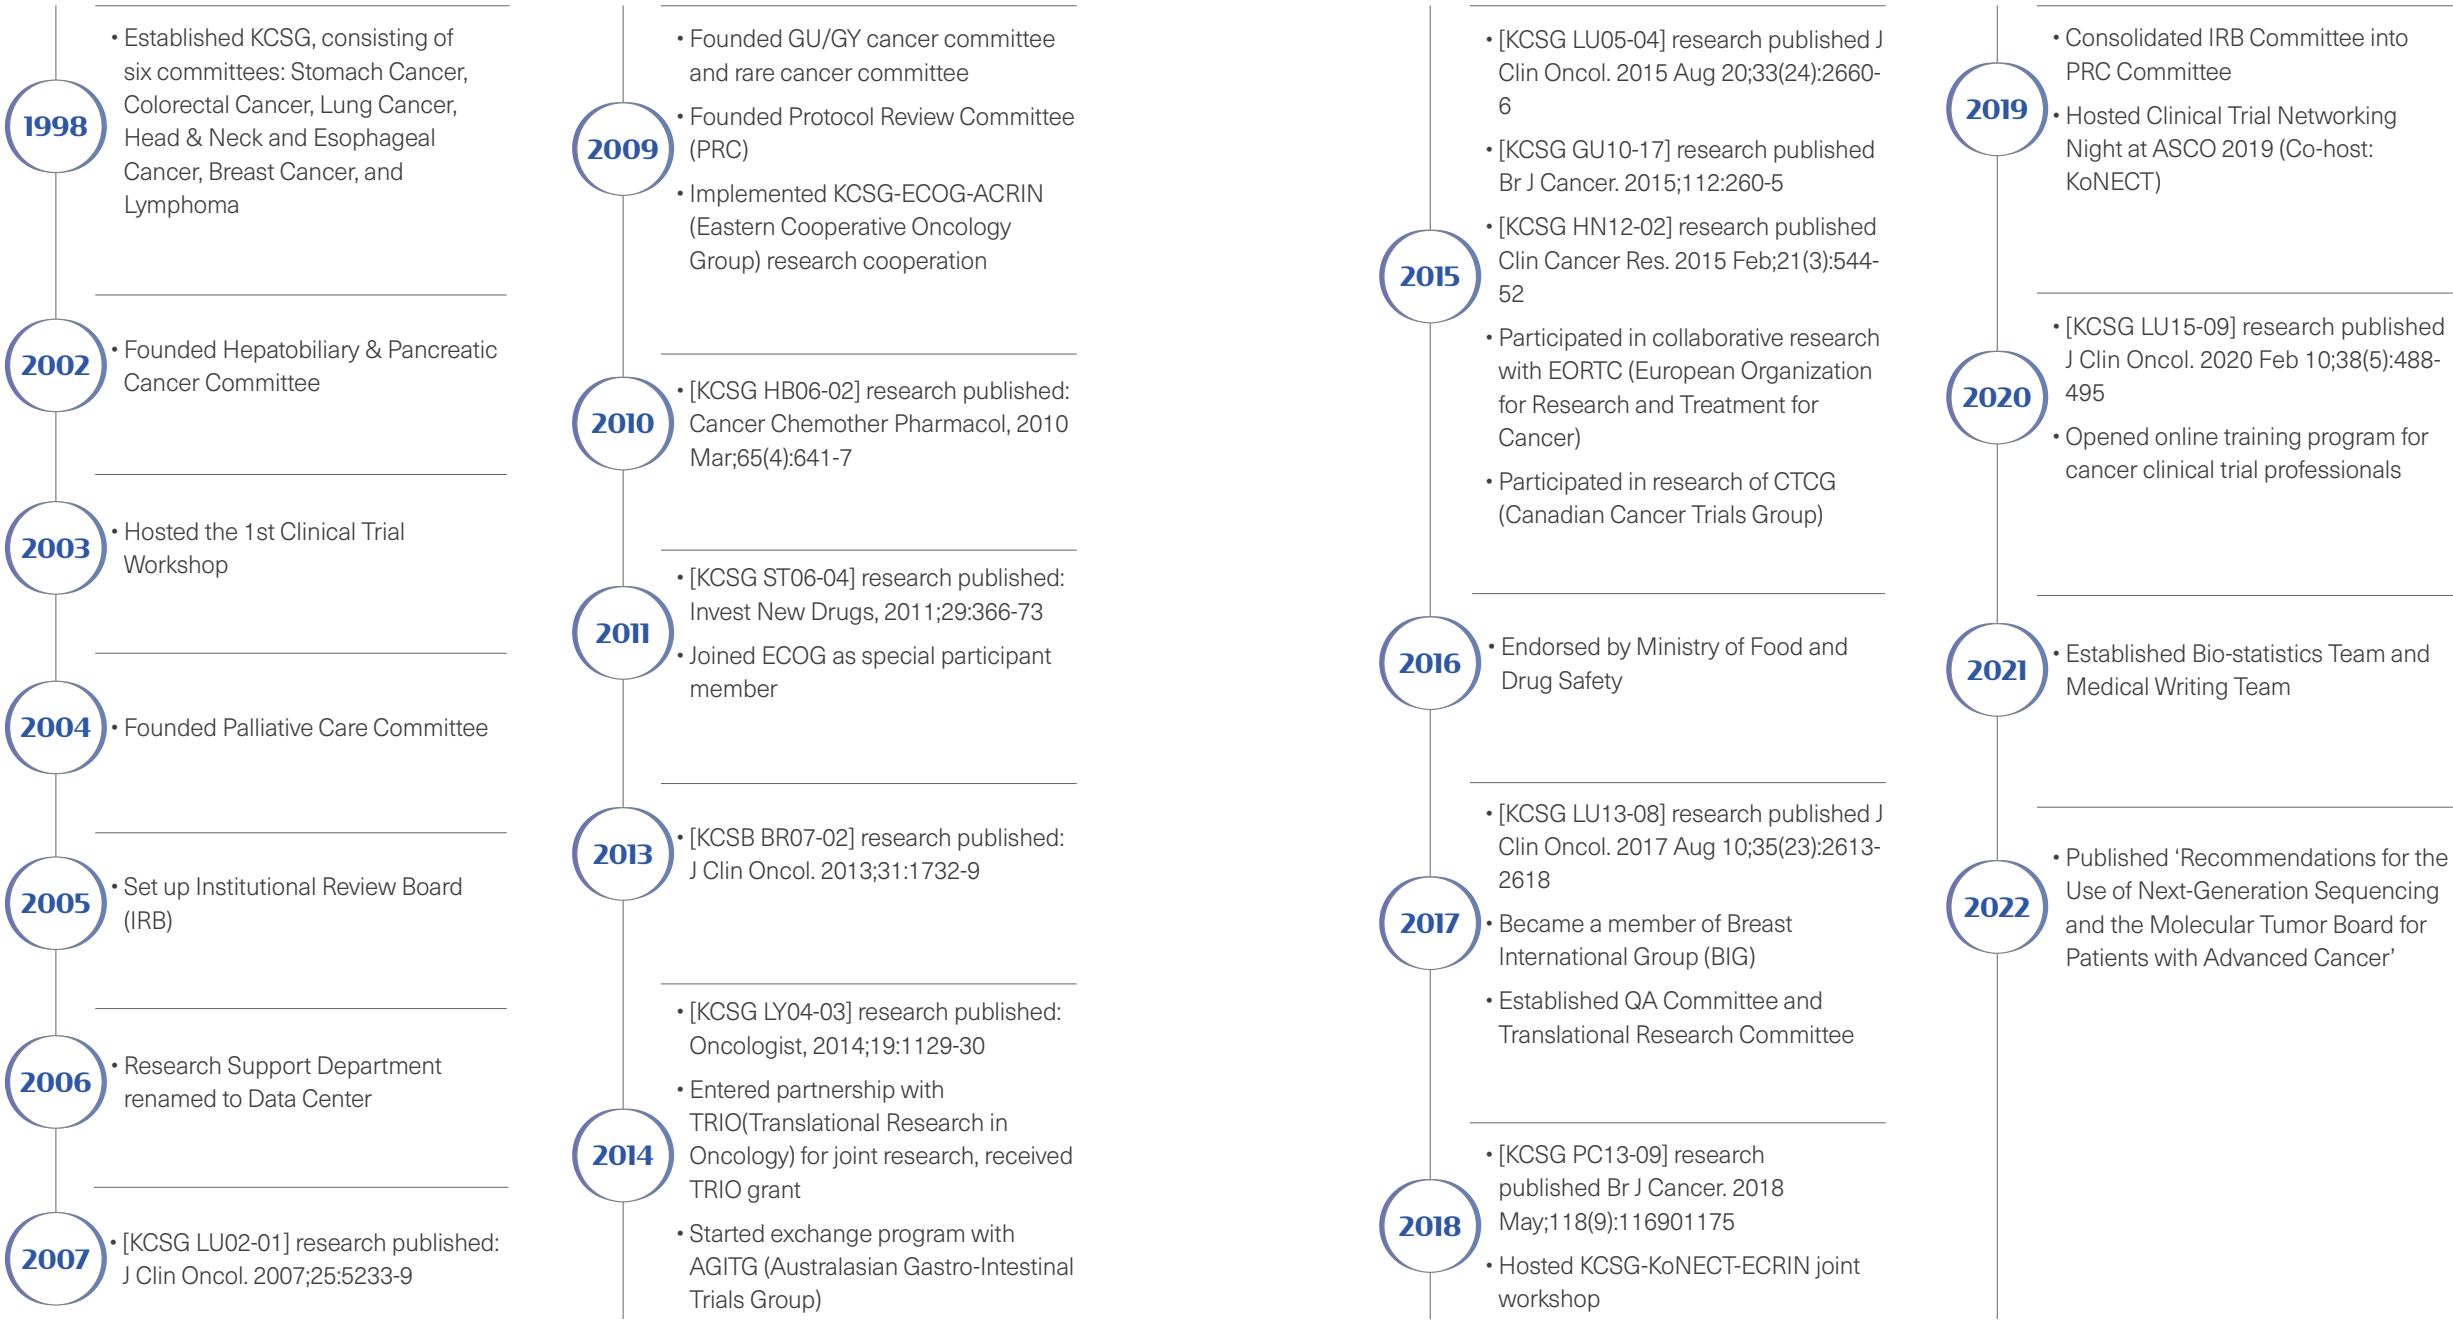 1998
• Established KCSG, consisting of
six committees: Stomach Cancer,
Colorectal Cancer, Lung Cancer,
Head & Neck and Esophageal
Cancer, Breast Cancer, and
Lymphoma
2002
• Founded Hepatobiliary & Pancreatic
Cancer Committee
2003
• Hosted the 1st Clinical Trial
Workshop
2004
• Founded Palliative Care Committee
2005
• Set up Institutional Review Board
(IRB)
2006
• Research Support Department
renamed to Data Center
2007
• [KCSG LU02-01] research published:
J Clin Oncol. 2007;25:5233-9
2009
• Founded GU/GY cancer committee
and rare cancer committee
• Founded Protocol Review Committee
(PRC)
• Implemented KCSG-ECOG-ACRIN
(Eastern Cooperative Oncology
Group) research cooperation
2010
• [KCSG HB06-02] research published:
Cancer Chemother Pharmacol, 2010
Mar;65(4):641-7
2011
• [KCSG ST06-04] research published:
Invest New Drugs, 2011;29:366-73
• Joined ECOG as special participant
member
2013
• [KCSB BR07-02] research published:
J Clin Oncol. 2013;31:1732-9
2014
• [KCSG LY04-03] research published:
Oncologist, 2014;19:1129-30
• Entered partnership with
TRIO(Translational Research in
Oncology) for joint research, received
TRIO grant
• Started exchange program with
AGITG (Australasian Gastro-Intestinal
Trials Group)
2015
• [KCSG LU05-04] research published J
Clin Oncol. 2015 Aug 20;33(24):2660-
6
• [KCSG GU10-17] research published
Br J Cancer. 2015;112:260-5
• [KCSG HN12-02] research published
Clin Cancer Res. 2015 Feb;21(3):544-
52
• Participated in collaborative research
with EORTC (European Organization
for Research and Treatment for
Cancer)
• Participated in research of CTCG
(Canadian Cancer Trials Group)
2016
• Endorsed by Ministry of Food and
Drug Safety
2017
• [KCSG LU13-08] research published J
Clin Oncol. 2017 Aug 10;35(23):2613-
2618
• Became a member of Breast
International Group (BIG)
• Established QA Committee and
Translational Research Committee
2018
• [KCSG PC13-09] research
published Br J Cancer. 2018
May;118(9):116901175
• Hosted KCSG-KoNECT-ECRIN joint
workshop
2019
• Consolidated IRB Committee into
PRC Committee
• Hosted Clinical Trial Networking
Night at ASCO 2019 (Co-host:
KoNECT)
2020
• [KCSG LU15-09] research published
J Clin Oncol. 2020 Feb 10;38(5):488-
495
• Opened online training program for
cancer clinical trial professionals
2021
• Established Bio-statistics Team and
Medical Writing Team
2022
• Published ‘Recommendations for the
Use of Next-Generation Sequencing
and the Molecular Tumor Board for
Patients with Advanced Cancer’